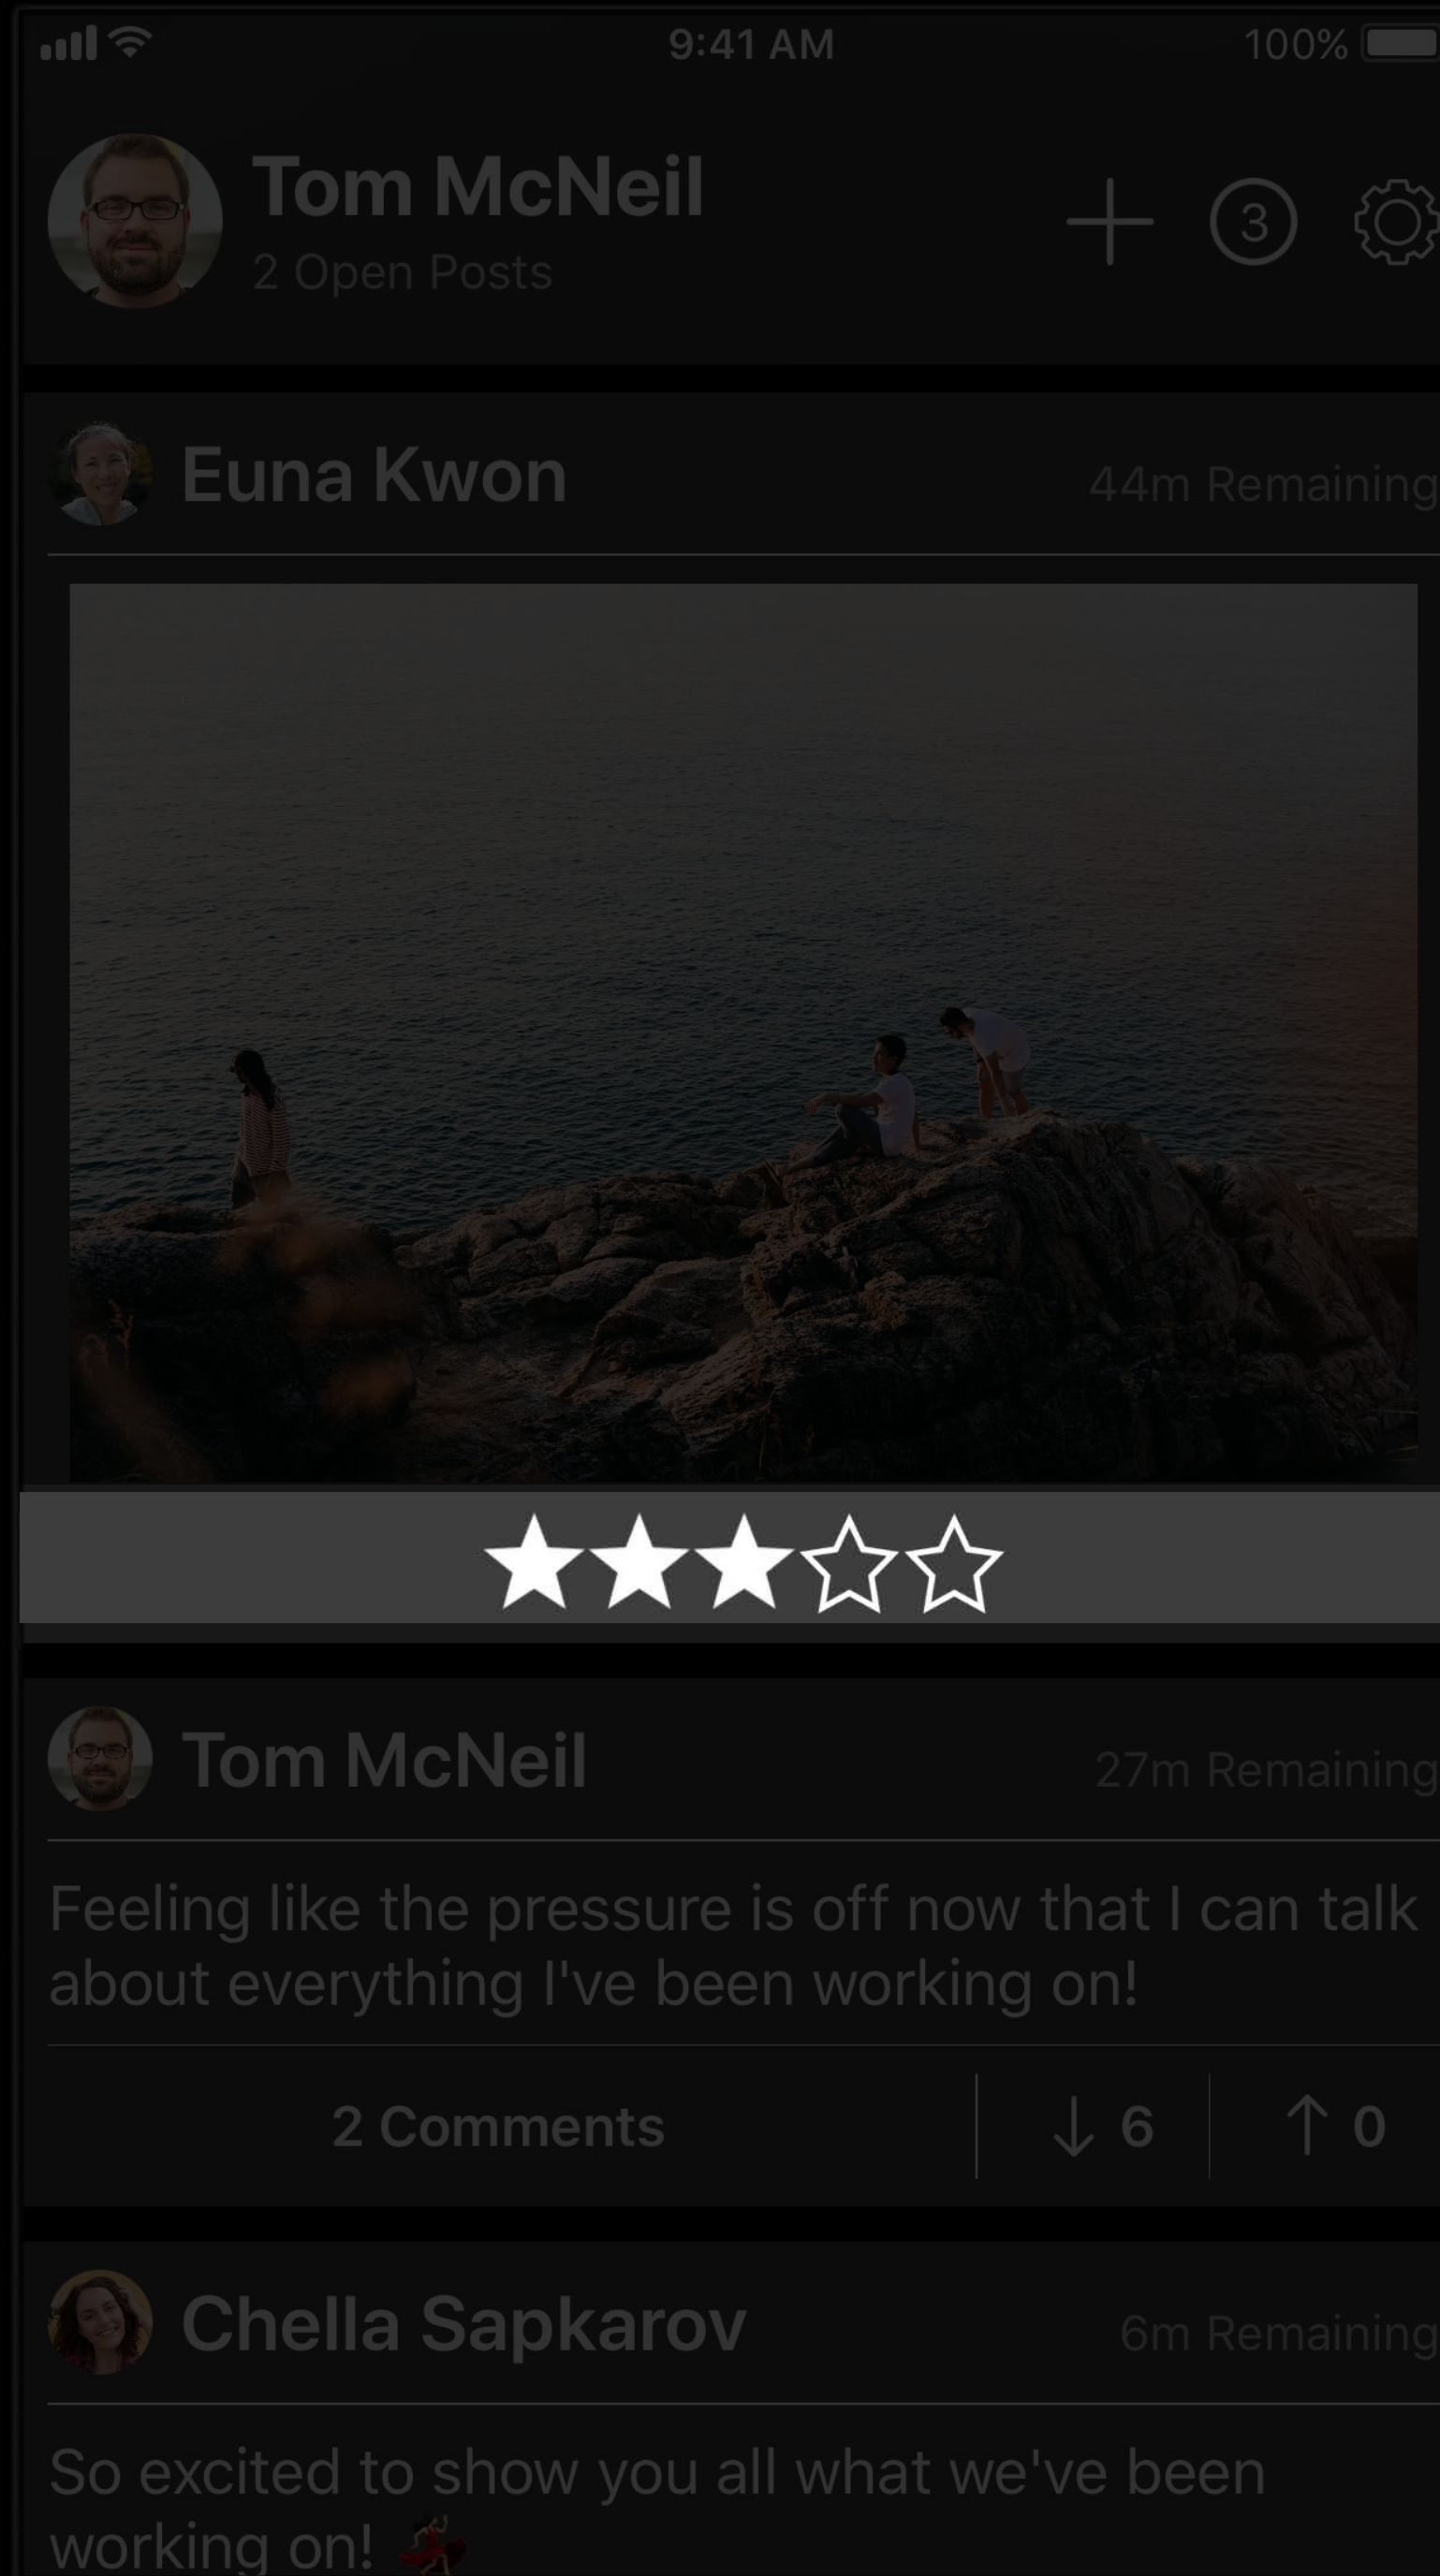 9:41 AM 100%
Tom McNeil
2 Open Posts
3
Euna Kwon 44m Remaining
Tom McNeil 27m Remaining
Feeling like the pressure is off now that I can talk
about everything I've been working on!
2 Comments ↓ 6 ↑ 0
Chella Sapkarov 6m Remaining
So excited to show you all what we've been
working on! 💃